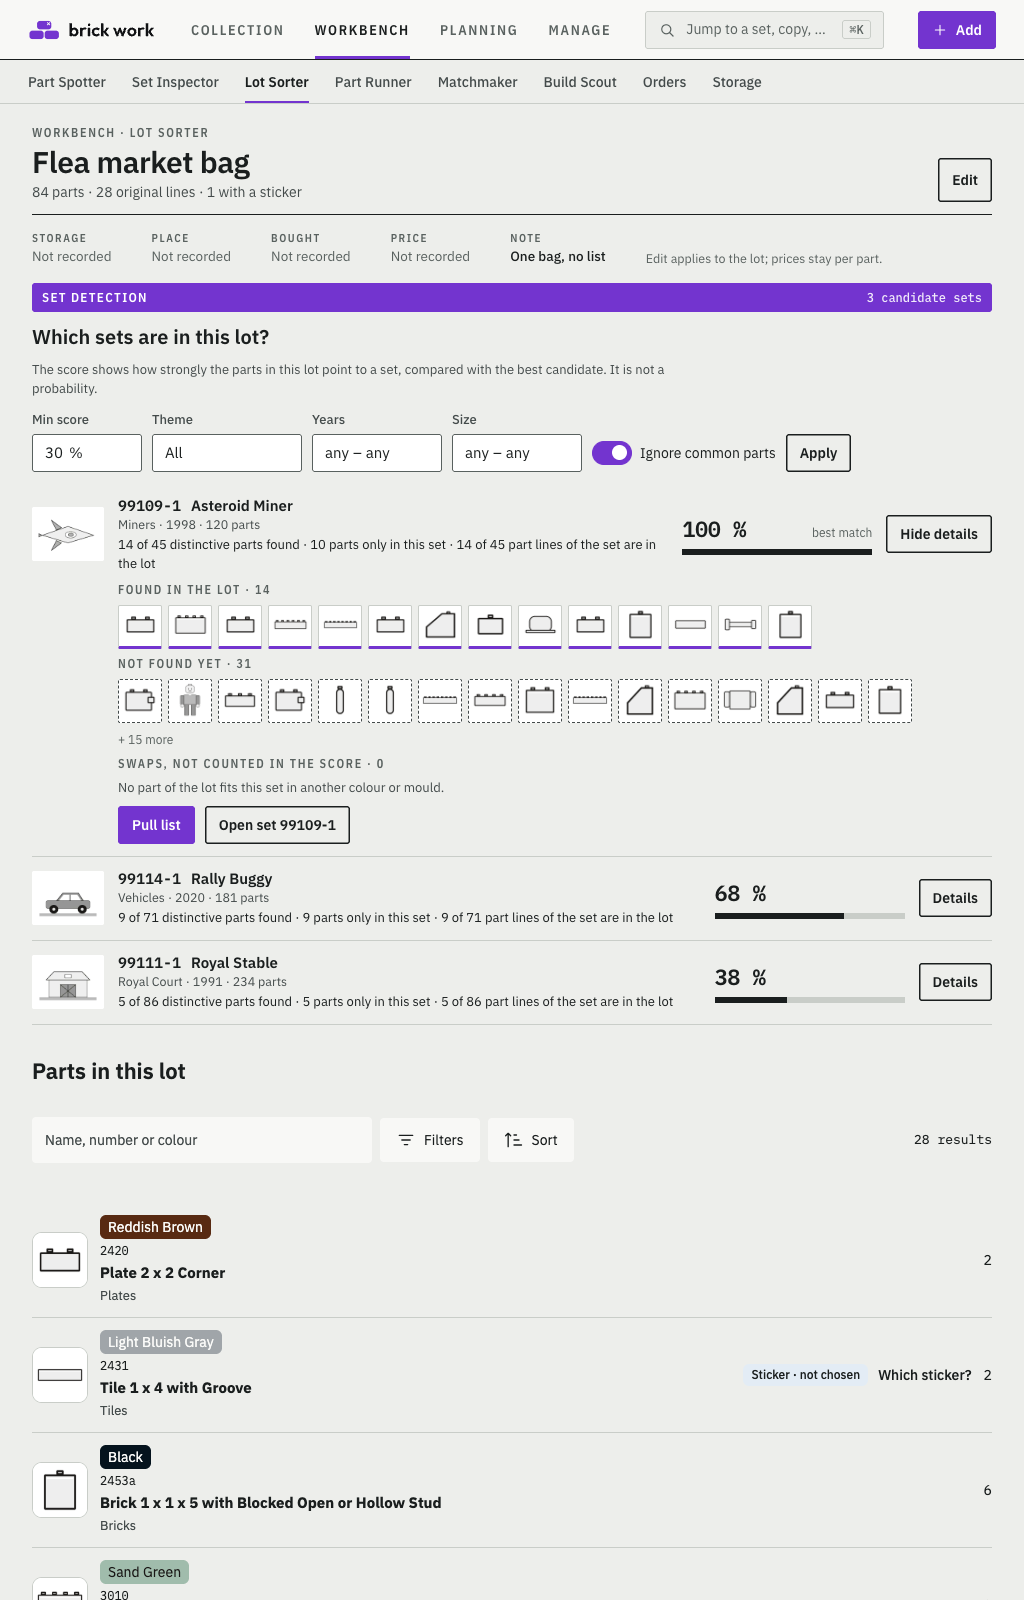 brick work
COLLECTION
WORKBENCH
PLANNING
MANAGE
Jump to a set, copy, ...
⌘K
+ Add
Part Spotter
Set Inspector
Lot Sorter
Part Runner
Matchmaker
Build Scout
Orders
Storage
WORKBENCH · LOT SORTER
Flea market bag
84 parts · 28 original lines · 1 with a sticker
Edit
STORAGE
Not recorded
PLACE
Not recorded
BOUGHT
Not recorded
PRICE
Not recorded
NOTE
One bag, no list
Edit applies to the lot; prices stay per part.
SET DETECTION
3 candidate sets
Which sets are in this lot?
The score shows how strongly the parts in this lot point to a set, compared with the best candidate. It is not a
probability.
Min score
30 %
Theme
All
Years
any – any
Size
any – any
Ignore common parts
Apply
99109-1 Asteroid Miner
Miners · 1998 · 120 parts
14 of 45 distinctive parts found · 10 parts only in this set · 14 of 45 part lines of the set are in
the lot
100 %
best match
Hide details
FOUND IN THE LOT · 14
NOT FOUND YET · 31
+ 15 more
SWAPS, NOT COUNTED IN THE SCORE · 0
No part of the lot fits this set in another colour or mould.
Pull list
Open set 99109-1
99114-1 Rally Buggy
Vehicles · 2020 · 181 parts
9 of 71 distinctive parts found · 9 parts only in this set · 9 of 71 part lines of the set are in the lot
68 %
Details
99111-1 Royal Stable
Royal Court · 1991 · 234 parts
5 of 86 distinctive parts found · 5 parts only in this set · 5 of 86 part lines of the set are in the lot
38 %
Details
Parts in this lot
Name, number or colour
Filters
Sort
28 results
Reddish Brown
2420
Plate 2 x 2 Corner
Plates
2
Light Bluish Gray
2431
Tile 1 x 4 with Groove
Tiles
Sticker · not chosen
Which sticker?
2
Black
2453a
Brick 1 x 1 x 5 with Blocked Open or Hollow Stud
Bricks
6
Sand Green
3010